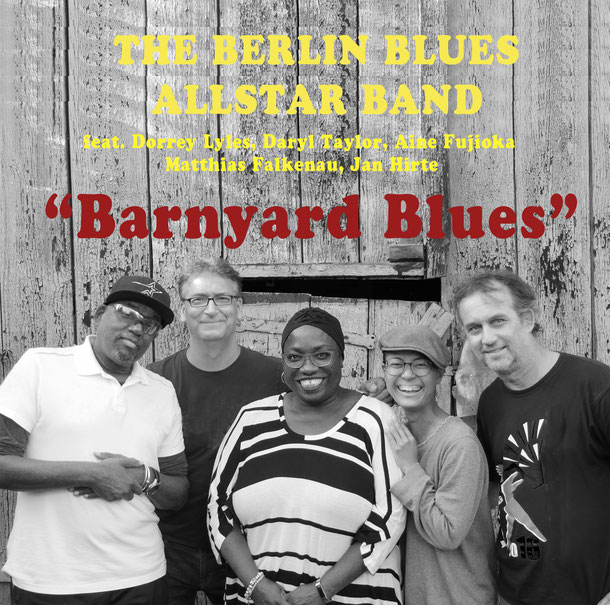 THE BERLIN BLUES
ALLSTAR BAND
feat. Dorrey Lyles, Daryl Taylor, Aine Fujioka
Matthias Falkenau, Jan Hirte
“Barnyard Blues”